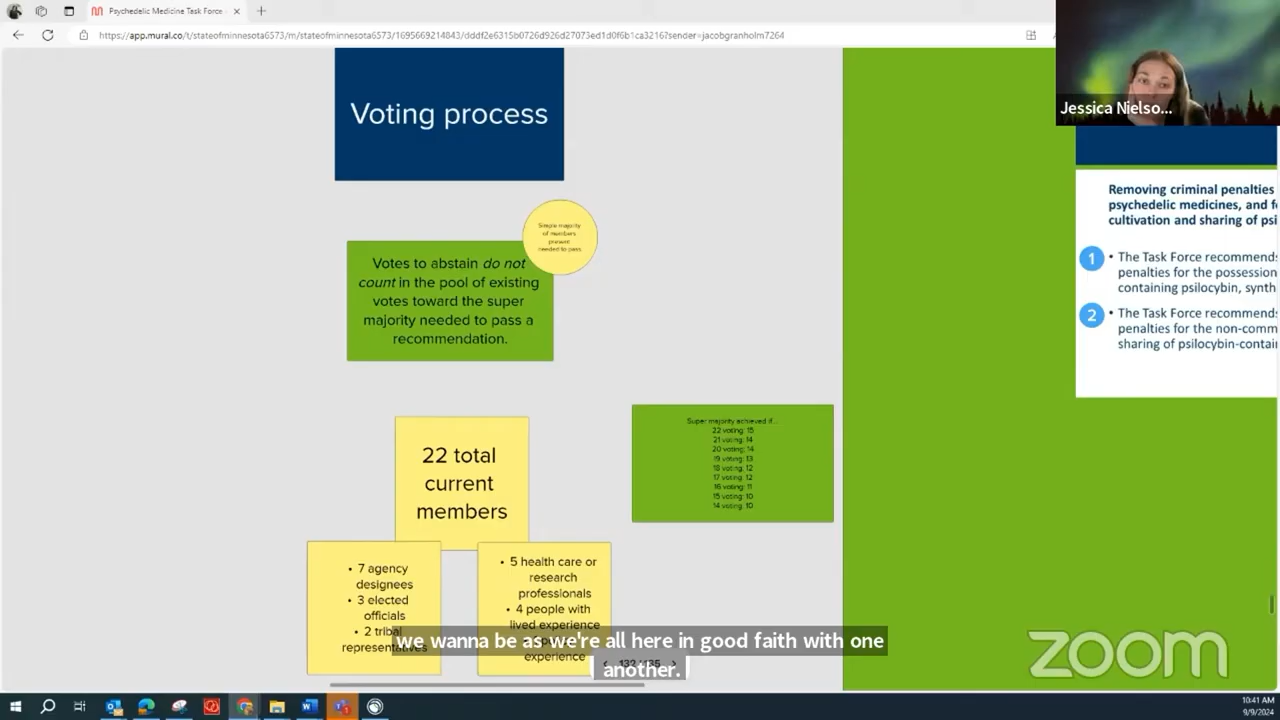 Psychedelic Medicine Task Force -
https://app.mural.co/t/stateofminnesota6573/m/stateofminnesota6573/1695669214843/dddf2e6315b0726d926d27073ed1d0f6b1ca3216?sender=jacobgranholm7264
Jessica Nielso...
Voting process
Simple majority
of members
present
needed to pass
Votes to abstain do not
count in the pool of existing
votes toward the super
majority needed to pass a
recommendation.
Removing criminal penalties
psychedelic medicines, and f
cultivation and sharing of psi
1 • The Task Force recommends
penalties for the possession
containing psilocybin, synth
2 • The Task Force recommends
penalties for the non-comm
sharing of psilocybin-contai
22 total
current
members
Super majority achieved if...
22 voting: 15
21 voting: 14
20 voting: 14
19 voting: 13
18 voting: 12
17 voting: 12
16 voting: 11
15 voting: 10
14 voting: 10
• 7 agency
designees
• 3 elected
officials
• 2 tribal
representatives
• 5 health care or
research
professionals
• 4 people with
lived experience
experience
we wanna be as we're all here in good faith with one
another.
zoom
10:41 AM
9/9/2024